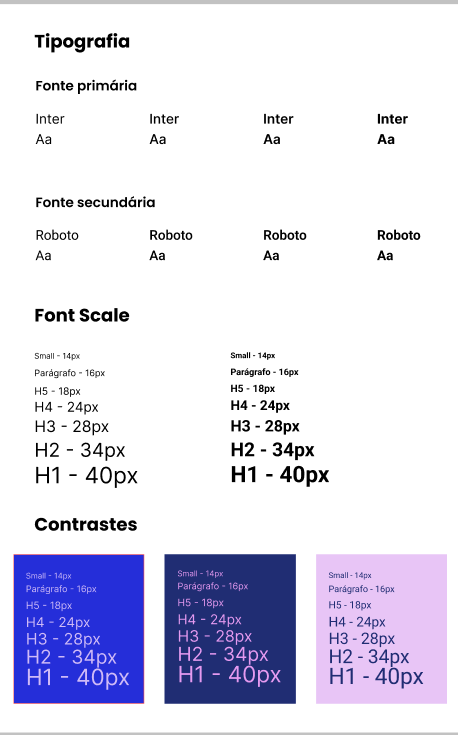 Tipografia
Fonte primária
Inter Inter Inter Inter
Aa Aa Aa Aa
Fonte secundária
Roboto Roboto Roboto Roboto
Aa Aa Aa Aa
Font Scale
Small - 14px
Parágrafo - 16px
H5 - 18px
H4 - 24px
H3 - 28px
H2 - 34px
H1 - 40px
Small - 14px
Parágrafo - 16px
H5 - 18px
H4 - 24px
H3 - 28px
H2 - 34px
H1 - 40px
Contrastes
Small - 14px
Parágrafo - 16px
H5 - 18px
H4 - 24px
H3 - 28px
H2 - 34px
H1 - 40px
Small - 14px
Parágrafo - 16px
H5 - 18px
H4 - 24px
H3 - 28px
H2 - 34px
H1 - 40px
Small - 14px
Parágrafo - 16px
H5 - 18px
H4 - 24px
H3 - 28px
H2 - 34px
H1 - 40px